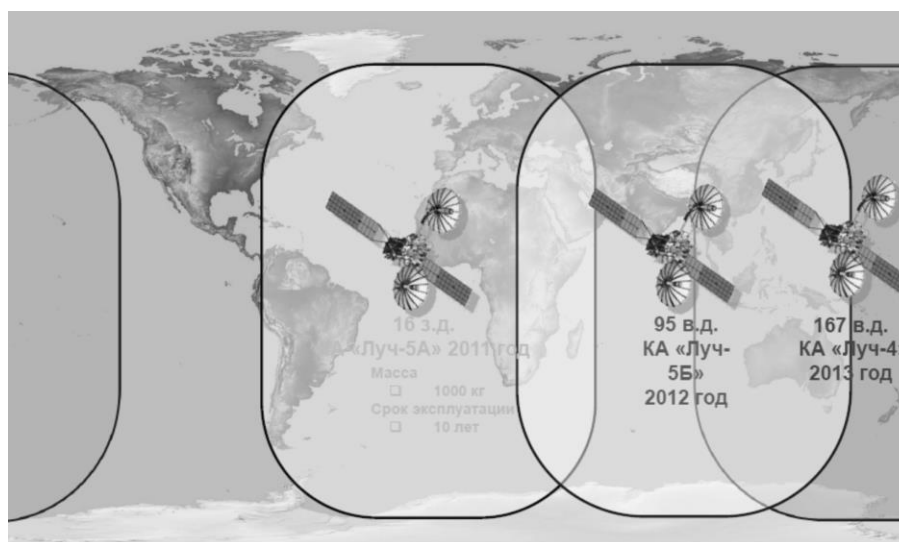 16 з.д.
«Луч-5А» 2011 год
Масса
1000 кг
Срок эксплуатации
10 лет
95 в.д.
КА «Луч-
5Б»
2012 год
167 в.д.
КА «Луч-4
2013 год